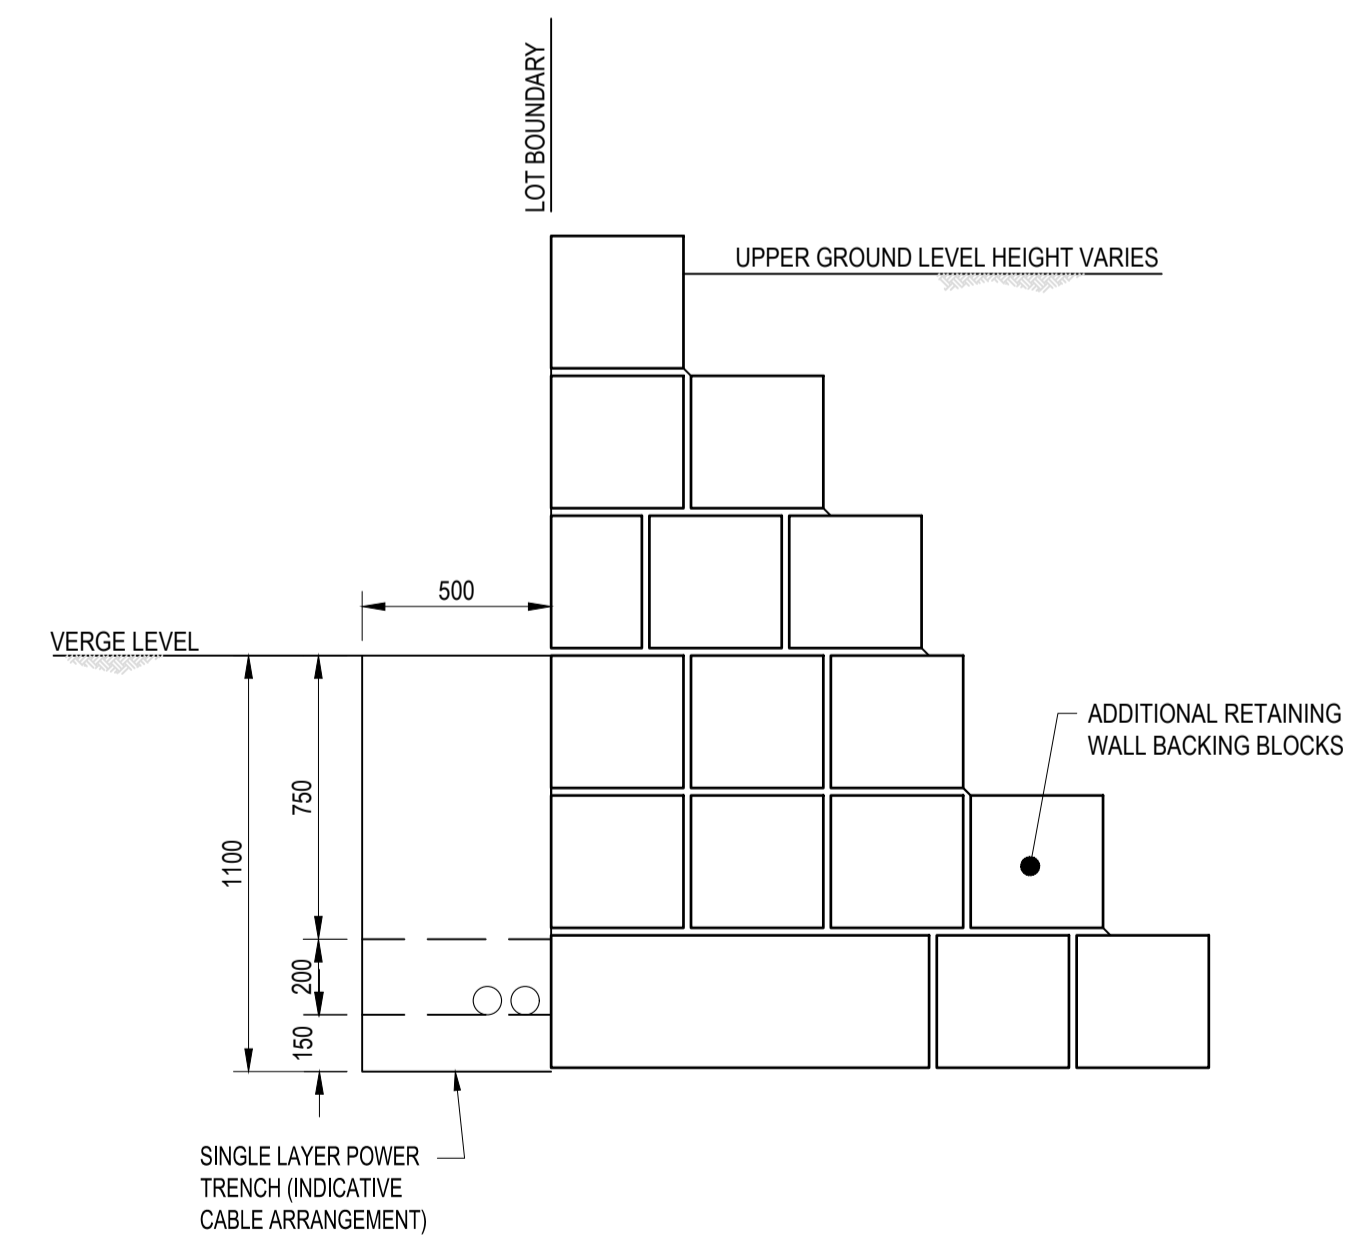 LOT BOUNDARY
UPPER GROUND LEVEL HEIGHT VARIES
500
VERGE LEVEL
ADDITIONAL RETAINING
WALL BACKING BLOCKS
750
1100
200
150
SINGLE LAYER POWER
TRENCH (INDICATIVE
CABLE ARRANGEMENT)